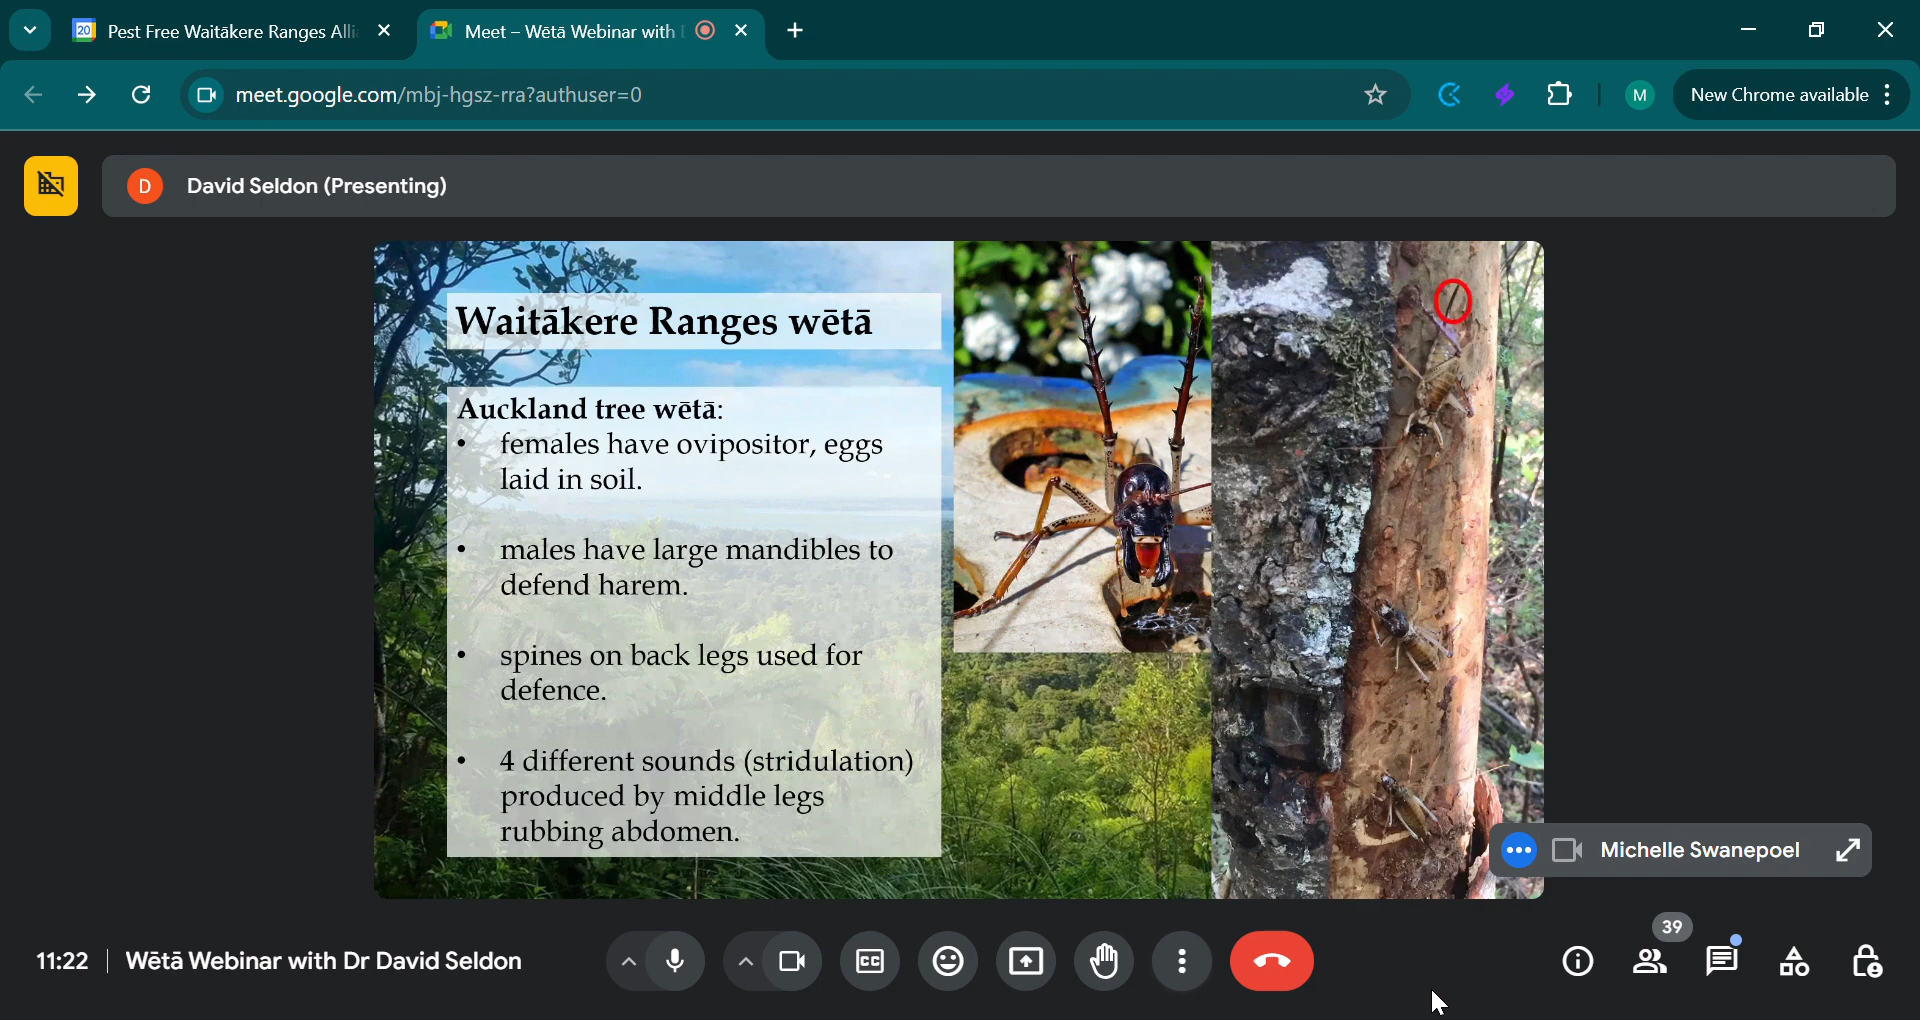 20 Pest Free Waitākere Ranges Alli
Meet – Wētā Webinar with
meet.google.com/mbj-hgsz-rra?authuser=0
M
New Chrome available
D
David Seldon (Presenting)
Waitākere Ranges wētā
Auckland tree wētā:
• females have ovipositor, eggs
laid in soil.
• males have large mandibles to
defend harem.
• spines on back legs used for
defence.
• 4 different sounds (stridulation)
produced by middle legs
rubbing abdomen.
Michelle Swanepoel
11:22 | Wētā Webinar with Dr David Seldon
CC
39